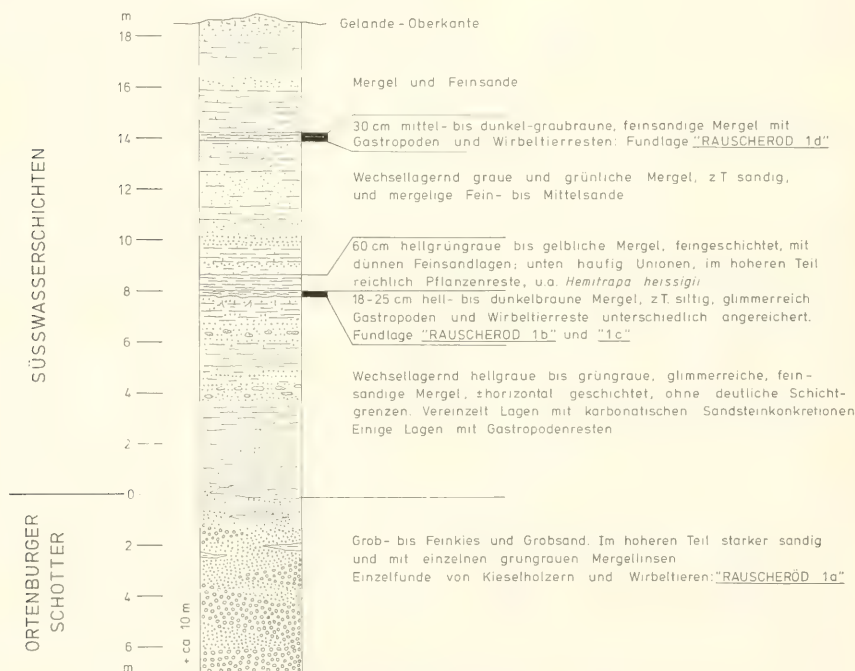 m
Gelande - Oberkante
18
16
Mergel und Feinsande
30 cm mittel- bis dunkel-graubraune, feinsandige Mergel mit
14
Gastropoden und Wirbeltierresten: Fundlage "RAUSCHEROD 1d"
SÜSSWASSERSCHICHTEN
Wechsellagernd graue und grünliche Mergel, z T sandig,
12
und mergelige Fein- bis Mittelsande
10
60 cm hellgrüngraue bis gelbliche Mergel, feingeschichtet, mit
dünnen Feinsandlagen; unten haufig Unionen, im hoheren Teil
8
reichlich Pflanzenreste, u.a. Hemitrapa heissigii
18-25 cm hell- bis dunkelbraune Mergel, z.T. siltig, glimmerreich
Gastropoden und Wirbeltierreste unterschiedlich angereichert.
6
Fundlage "RAUSCHEROD 1b" und "1c"
Wechsellagernd hellgraue bis grüngraue, glimmerreiche, fein-
4
sandige Mergel, ±horizontal geschichtet, ohne deutliche Schicht-
grenzen. Vereinzelt Lagen mit karbonatischen Sandsteinkonkretionen
Einige Lagen mit Gastropodenresten
2
0
ORTENBURGER
SCHOTTER
2
Grob- bis Feinkies und Grobsand. Im hoheren Teil starker sandig
und mit einzelnen grungrauen Mergellinsen
Einzelfunde von Kieselholzern und Wirbeltieren: "RAUSCHERÖD 1a"
4
+ ca 10 m
6
m